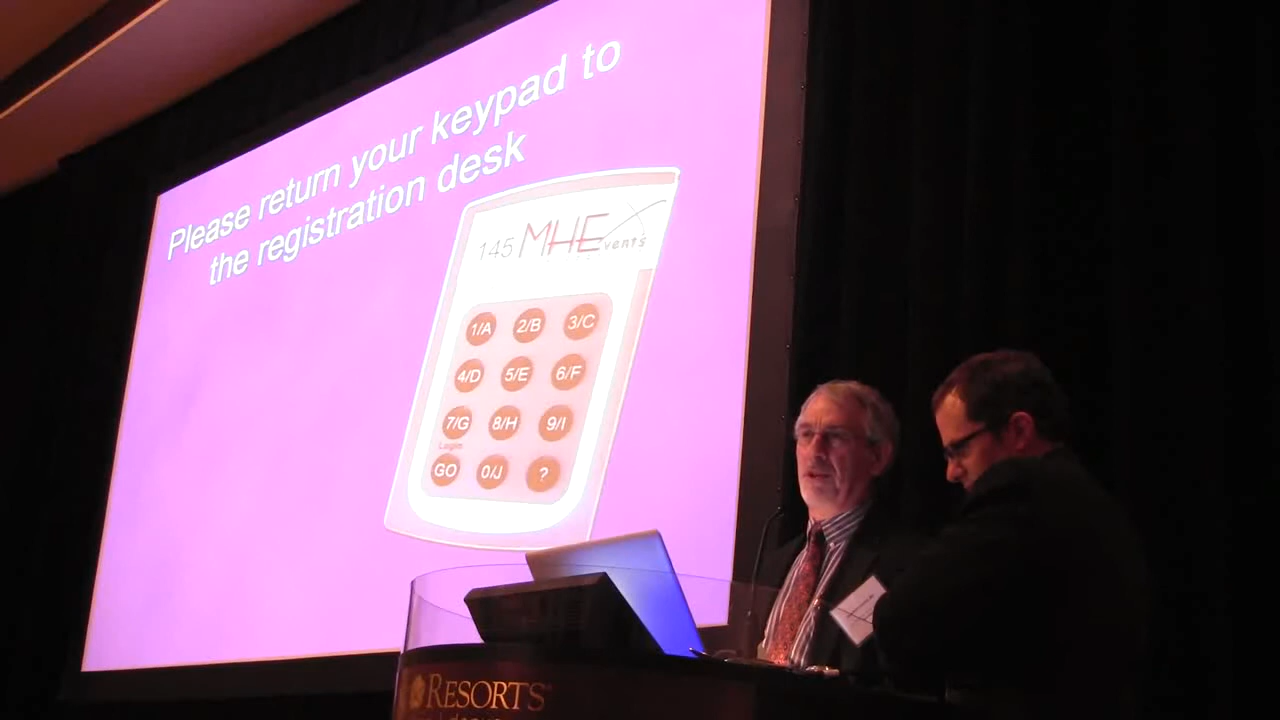 Please return your keypad to
the registration desk
145 MHE vents
1/A 2/B 3/C
4/D 5/E 6/F
7/G 8/H 9/I
Login
GO 0/J ?
RESORTS